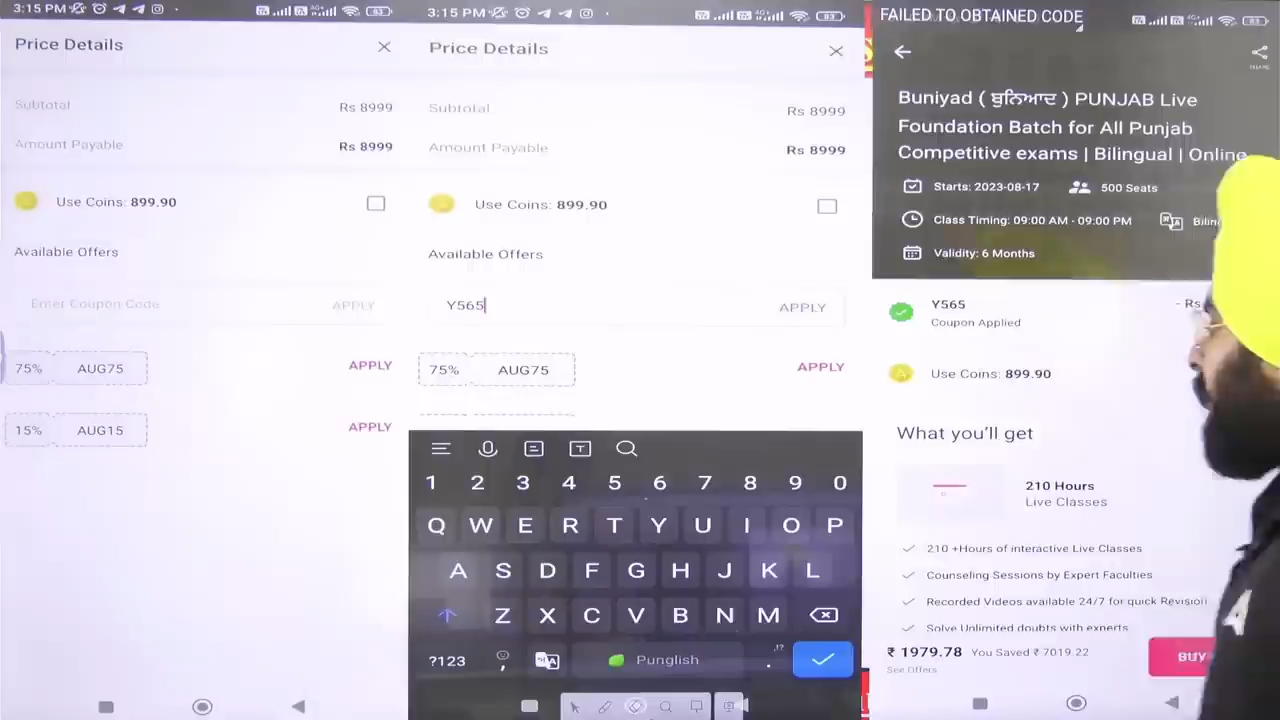 3:15 PM
83
Price Details
Subtotal
Rs 8999
Amount Payable
Rs 8999
Use Coins: 899.90
Available Offers
Enter Coupon Code
APPLY
75%
AUG75
APPLY
15%
AUG15
APPLY
3:15 PM
83
Price Details
Subtotal
Rs 8999
Amount Payable
Rs 8999
Use Coins: 899.90
Available Offers
Y565
APPLY
75%
AUG75
APPLY
1 2 3 4 5 6 7 8 9 0
Q W E R T Y U I O P
A S D F G H J K L
Z X C V B N M
?123
Punglish
FAILED TO OBTAINED CODE
83
Buniyad ( ਬੁਨਿਆਦ ) PUNJAB Live
Foundation Batch for All Punjab
Competitive exams | Bilingual | Online
Starts: 2023-08-17
500 Seats
Class Timing: 09:00 AM - 09:00 PM
Validity: 6 Months
Y565
- Rs
Coupon Applied
Use Coins: 899.90
What you'll get
210 Hours
Live Classes
210 +Hours of interactive Live Classes
Counseling Sessions by Expert Faculties
Recorded Videos available 24/7 for quick Revision
Solve Unlimited doubts with experts
₹ 1979.78
You Saved ₹ 7019.22
See Offers
BUY